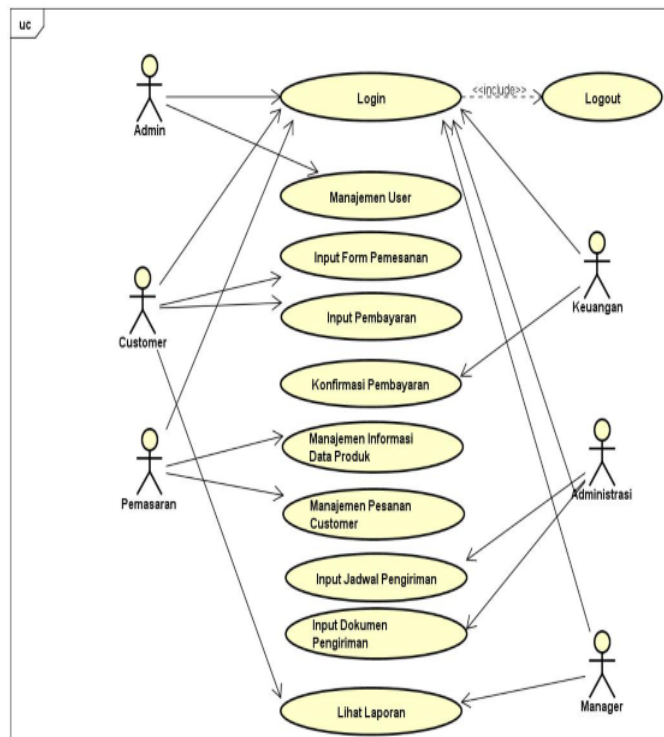 uc
Admin
Login
<<include>>
Logout
Manajemen User
Input Form Pemesanan
Customer
Input Pembayaran
Keuangan
Konfirmasi Pembayaran
Manajemen Informasi
Data Produk
Pemasaran
Manajemen Pesanan
Customer
Administrasi
Input Jadwal Pengiriman
Input Dokumen
Pengiriman
Lihat Laporan
Manager